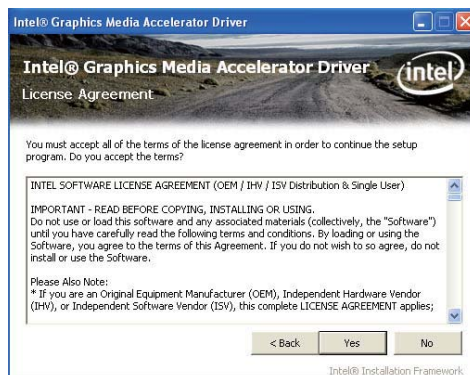 Intel® Graphics Media Accelerator Driver
Intel® Graphics Media Accelerator Driver
intel
License Agreement
You must accept all of the terms of the license agreement in order to continue the setup
program. Do you accept the terms?
INTEL SOFTWARE LICENSE AGREEMENT (OEM / IHV / ISV Distribution & Single User)
IMPORTANT - READ BEFORE COPYING, INSTALLING OR USING.
Do not use or load this software and any associated materials (collectively, the "Software")
until you have carefully read the following terms and conditions. By loading or using the
Software, you agree to the terms of this Agreement. If you do not wish to so agree, do not
install or use the Software.
Please Also Note:
* If you are an Original Equipment Manufacturer (OEM), Independent Hardware Vendor
(IHV), or Independent Software Vendor (ISV), this complete LICENSE AGREEMENT applies;
< Back Yes No
Intel® Installation Framework